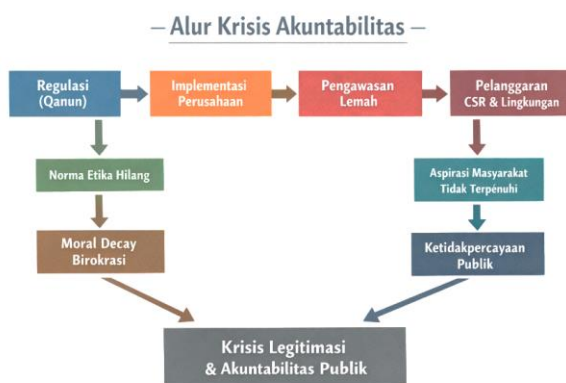 Alur Krisis Akuntabilitas
Regulasi
(Qanun)
Implementasi
Perusahaan
Pengawasan
Lemah
Pelanggaran
CSR & Lingkungan
Norma Etika Hilang
Aspirasi Masyarakat
Tidak Terpénuhi
Moral Decay
Birokrasi
Ketidakpercayaan
Publik
Krisis Legitimasi
& Akuntabilitas Publik